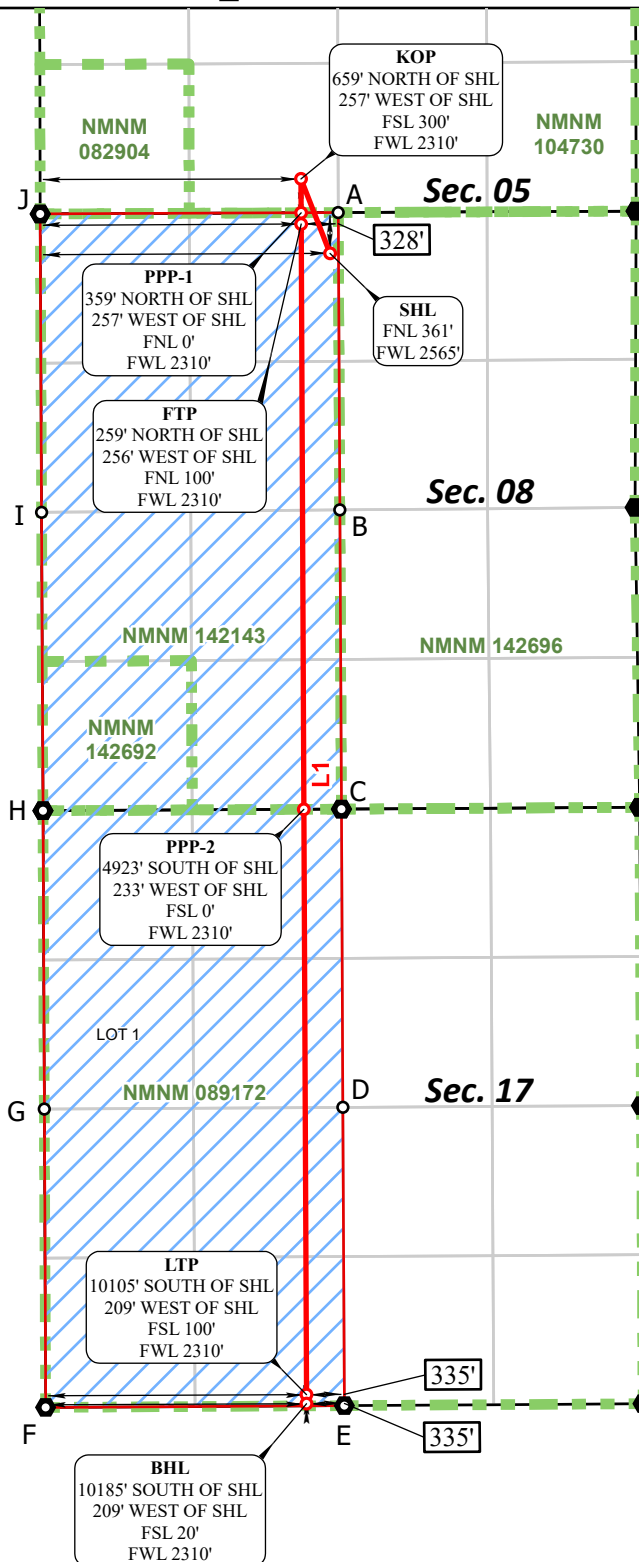 KOP
659' NORTH OF SHL
257' WEST OF SHL
FSL 300'
FWL 2310'
NMNM
082904
NMNM
104730
J
A
Sec. 05
328'
PPP-1
359' NORTH OF SHL
257' WEST OF SHL
FNL 0'
FWL 2310'
SHL
FNL 361'
FWL 2565'
FTP
259' NORTH OF SHL
256' WEST OF SHL
FNL 100'
FWL 2310'
Sec. 08
I
B
NMNM 142143
NMNM 142696
NMNM
142692
L1
C
H
PPP-2
4923' SOUTH OF SHL
233' WEST OF SHL
FSL 0'
FWL 2310'
LOT 1
NMNM 089172
D
Sec. 17
G
LTP
10105' SOUTH OF SHL
209' WEST OF SHL
FSL 100'
FWL 2310'
335'
F
E
335'
BHL
10185' SOUTH OF SHL
209' WEST OF SHL
FSL 20'
FWL 2310'